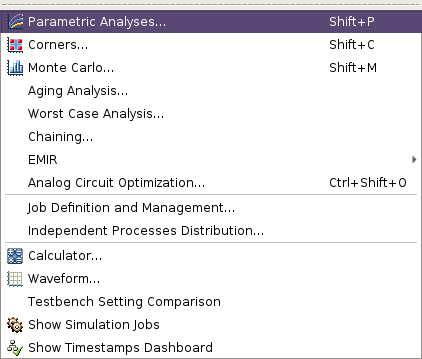 Parametric Analyses... Shift+P
Corners... Shift+C
Monte Carlo... Shift+M
Aging Analysis...
Worst Case Analysis...
Chaining...
EMIR
Analog Circuit Optimization... Ctrl+Shift+O
Job Definition and Management...
Independent Processes Distribution...
Calculator...
Waveform...
Testbench Setting Comparison
Show Simulation Jobs
Show Timestamps Dashboard